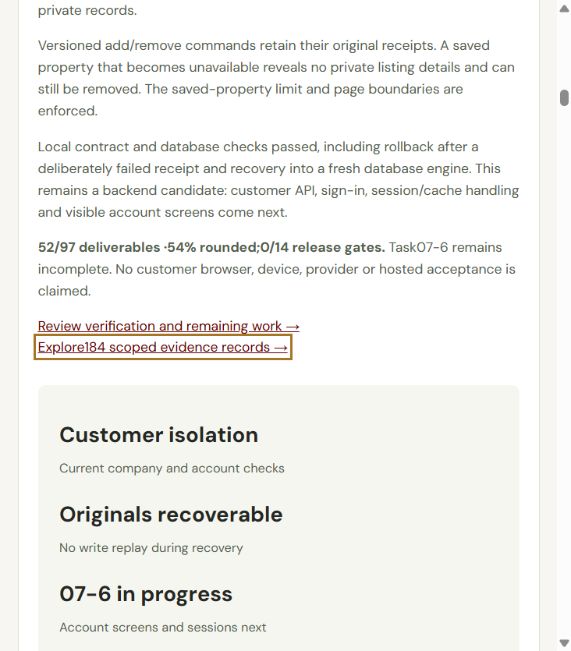 private records.
Versioned add/remove commands retain their original receipts. A saved
property that becomes unavailable reveals no private listing details and can
still be removed. The saved-property limit and page boundaries are
enforced.
Local contract and database checks passed, including rollback after a
deliberately failed receipt and recovery into a fresh database engine. This
remains a backend candidate: customer API, sign-in, session/cache handling
and visible account screens come next.
52/97 deliverables ·54% rounded;0/14 release gates. Task07-6 remains
incomplete. No customer browser, device, provider or hosted acceptance is
claimed.
Review verification and remaining work →
Explore184 scoped evidence records →
Customer isolation
Current company and account checks
Originals recoverable
No write replay during recovery
07-6 in progress
Account screens and sessions next